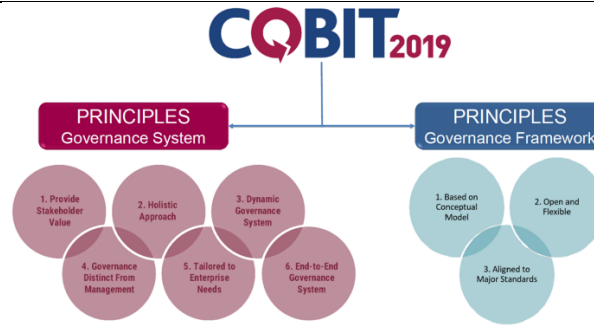 COBIT 2019
PRINCIPLES
Governance System
PRINCIPLES
Governance Framework
1. Provide
Stakeholder
Value
2. Holistic
Approach
3. Dynamic
Governance
System
4. Governance
Distinct From
Management
5. Tailored to
Enterprise
Needs
6. End-to-End
Governance
System
1. Based on
Conceptual
Model
2. Open and
Flexible
3. Aligned to
Major Standards